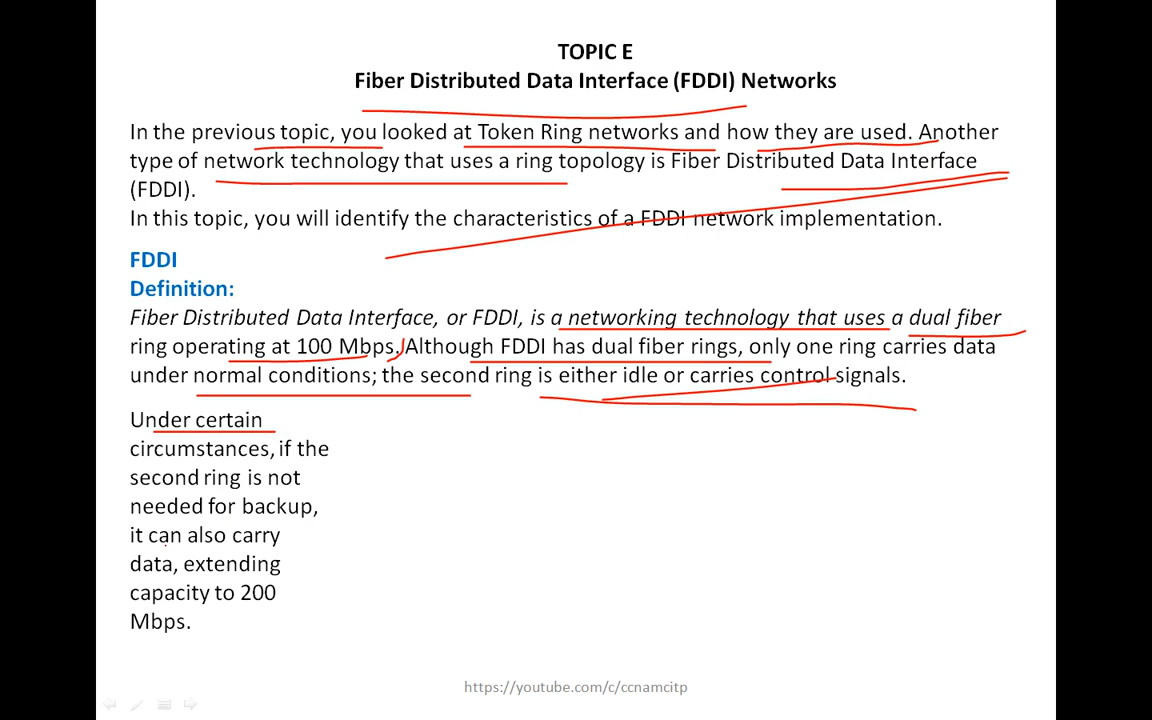 TOPIC E
Fiber Distributed Data Interface (FDDI) Networks
In the previous topic, you looked at Token Ring networks and how they are used. Another
type of network technology that uses a ring topology is Fiber Distributed Data Interface
(FDDI).
In this topic, you will identify the characteristics of a FDDI network implementation.
FDDI
Definition:
Fiber Distributed Data Interface, or FDDI, is a networking technology that uses a dual fiber
ring operating at 100 Mbps. Although FDDI has dual fiber rings, only one ring carries data
under normal conditions; the second ring is either idle or carries control signals.
Under certain
circumstances, if the
second ring is not
needed for backup,
it can also carry
data, extending
capacity to 200
Mbps.
https://youtube.com/c/ccnamcitp